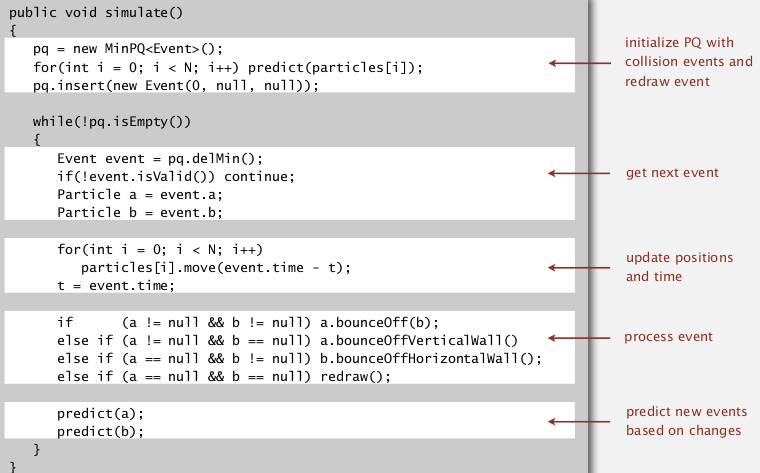 public void simulate()
{
pq = new MinPQ<Event>();
for(int i = 0; i < N; i++) predict(particles[i]);
pq.insert(new Event(0, null, null));
initialize PQ with
collision events and
redraw event
while(!pq.isEmpty())
{
Event event = pq.delMin();
if(!event.isValid()) continue;
Particle a = event.a;
Particle b = event.b;
get next event
for(int i = 0; i < N; i++)
particles[i].move(event.time - t);
t = event.time;
update positions
and time
if (a != null && b != null) a.bounceOff(b);
else if (a != null && b == null) a.bounceOffVerticalWall()
else if (a == null && b != null) b.bounceOffHorizontalWall();
else if (a == null && b == null) redraw();
process event
predict(a);
predict(b);
predict new events
based on changes
}
}